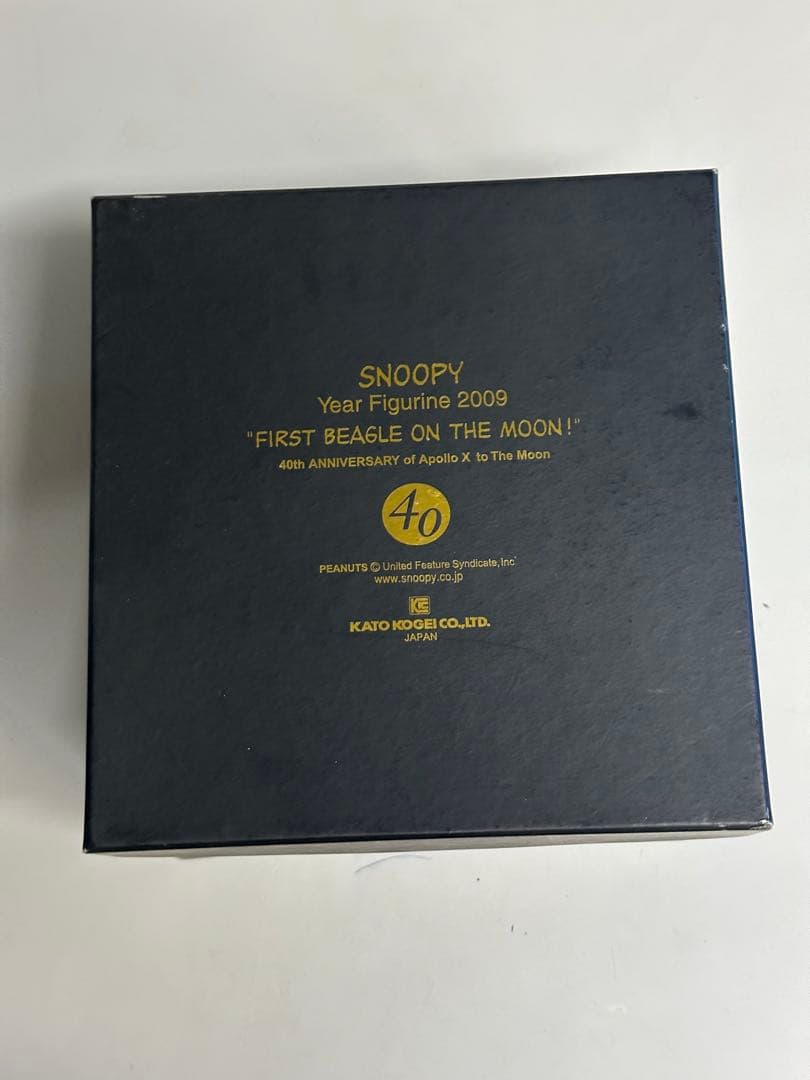 SNOOPY
Year Figurine 2009
"FIRST BEAGLE ON THE MOON!"
40th ANNIVERSARY of Apollo X to The Moon
40
PEANUTS © United Feature Syndicate, Inc
www.snoopy.co.jp
KATO KOGEI CO.,LTD.
JAPAN